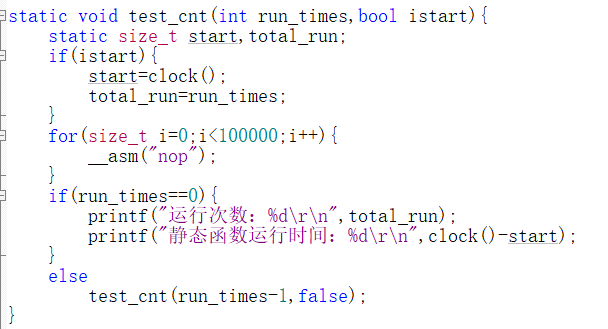 static void test_cnt(int run_times,bool istart){
    static size_t start,total_run;
    if(istart){
        start=clock();
        total_run=run_times;
    }
    for(size_t i=0;i<100000;i++){
        __asm("nop");
    }
    if(run_times==0){
        printf("运行次数：%d\r\n",total_run);
        printf("静态函数运行时间：%d\r\n",clock()-start);
    }
    else
        test_cnt(run_times-1,false);
}